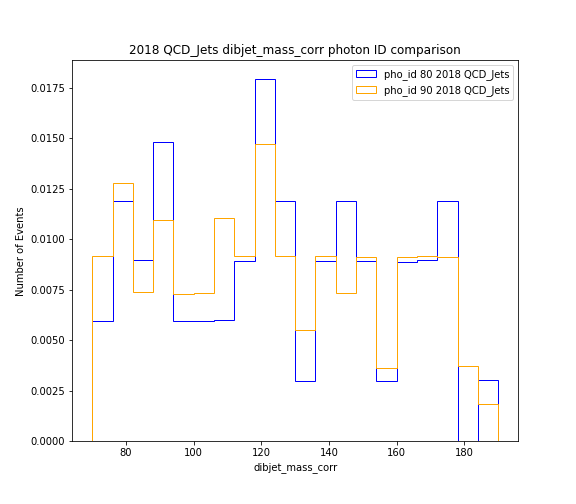 2018 QCD_Jets dibjet_mass_corr photon ID comparison
pho_id 80 2018 QCD_Jets
pho_id 90 2018 QCD_Jets
Number of Events
0.0175
0.0150
0.0125
0.0100
0.0075
0.0050
0.0025
0.0000
80 100 120 140 160 180
dibjet_mass_corr